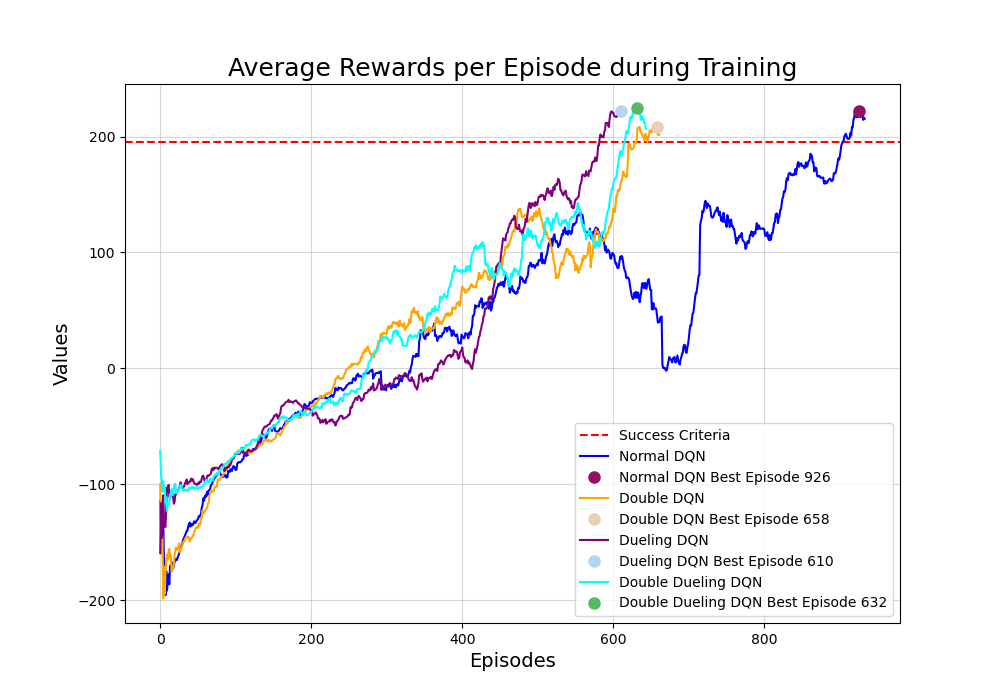 Average Rewards per Episode during Training
Values
200
100
0
−100
−200
0 200 400 600 800
Episodes
Success Criteria
Normal DQN
Normal DQN Best Episode 926
Double DQN
Double DQN Best Episode 658
Dueling DQN
Dueling DQN Best Episode 610
Double Dueling DQN
Double Dueling DQN Best Episode 632